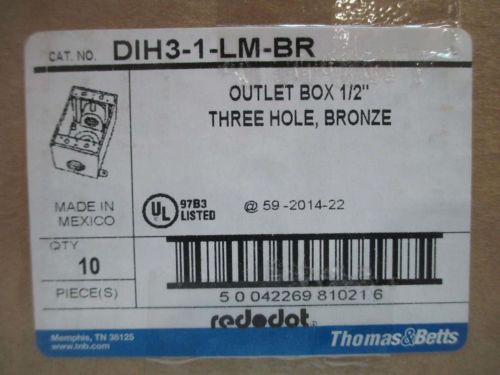 CAT. NO. DIH3-1-LM-BR
OUTLET BOX 1/2"
THREE HOLE, BRONZE
MADE IN
MEXICO
UL 97B3
LISTED
@ 59-2014-22
QTY
10
PIECE(S)
5 0 042269 81021 6
red•dot®
Memphis, TN 38125
www.tnb.com
Thomas&Betts